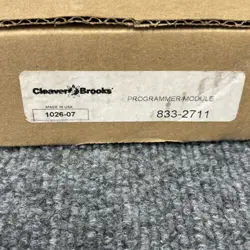 Cleaver Brooks
PROGRAMMER MODULE
MADE IN USA
1026-07
833-2711